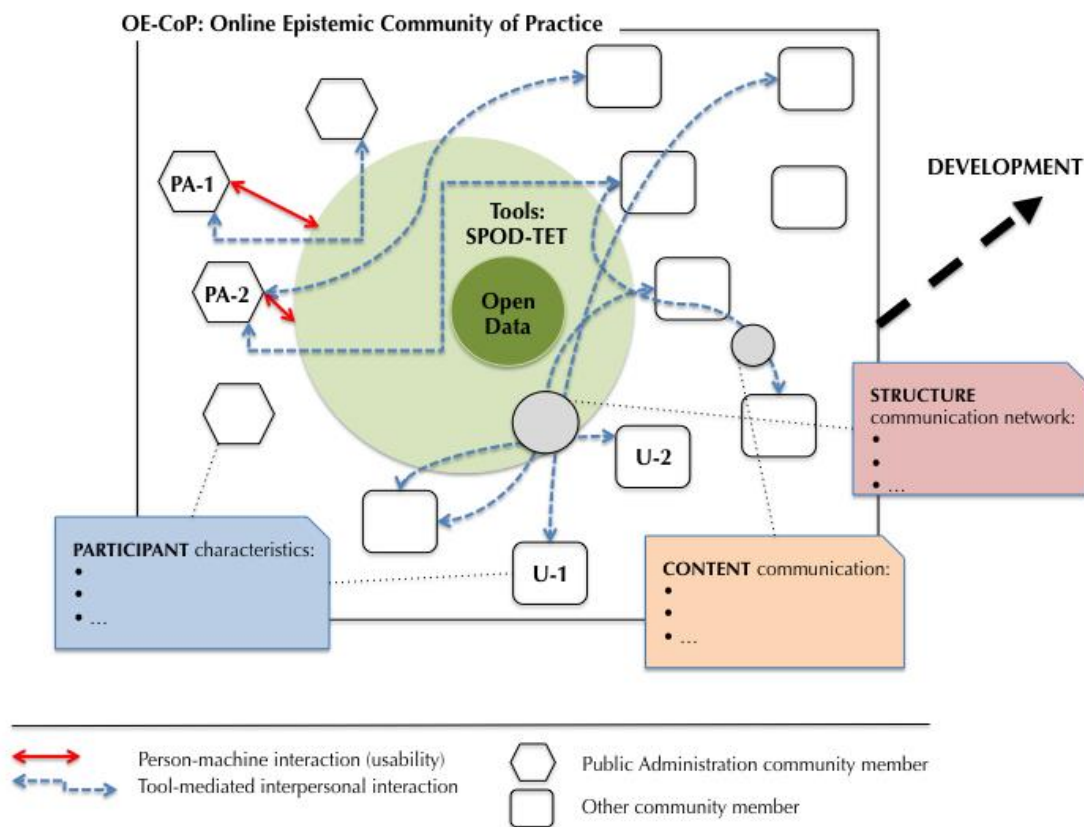 OE-CoP: Online Epistemic Community of Practice
DEVELOPMENT
PA-1
Tools:
SPOD-TET
PA-2
Open
Data
STRUCTURE
communication network:
•
•
• ...
U-2
PARTICIPANT characteristics:
•
•
• ...
U-1
CONTENT communication:
•
•
• ...
Person-machine interaction (usability)
Tool-mediated interpersonal interaction
Public Administration community member
Other community member